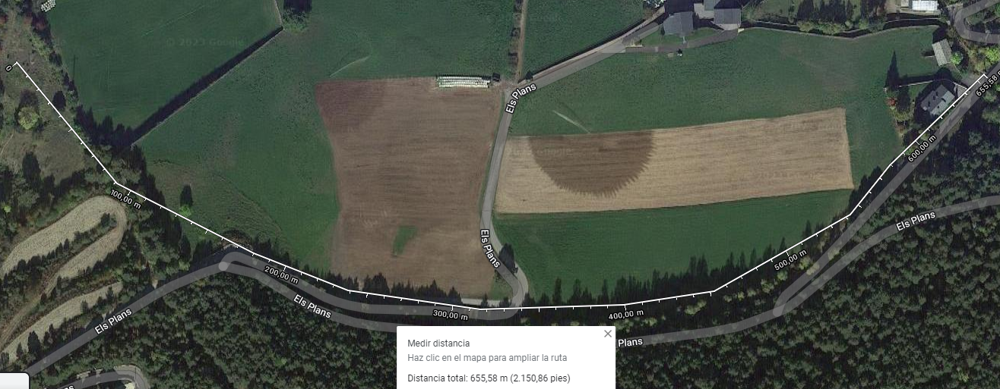 © 2023 Google
0
Els Plans
655,58
600,00 m
100,00 m
Els Plans
Els Plans
500,00 m
200,00 m
Els Plans
300,00 m
400,00 m
Els Plans
Plans
Medir distancia
Haz clic en el mapa para ampliar la ruta
Distancia total: 655,58 m (2.150,86 pies)